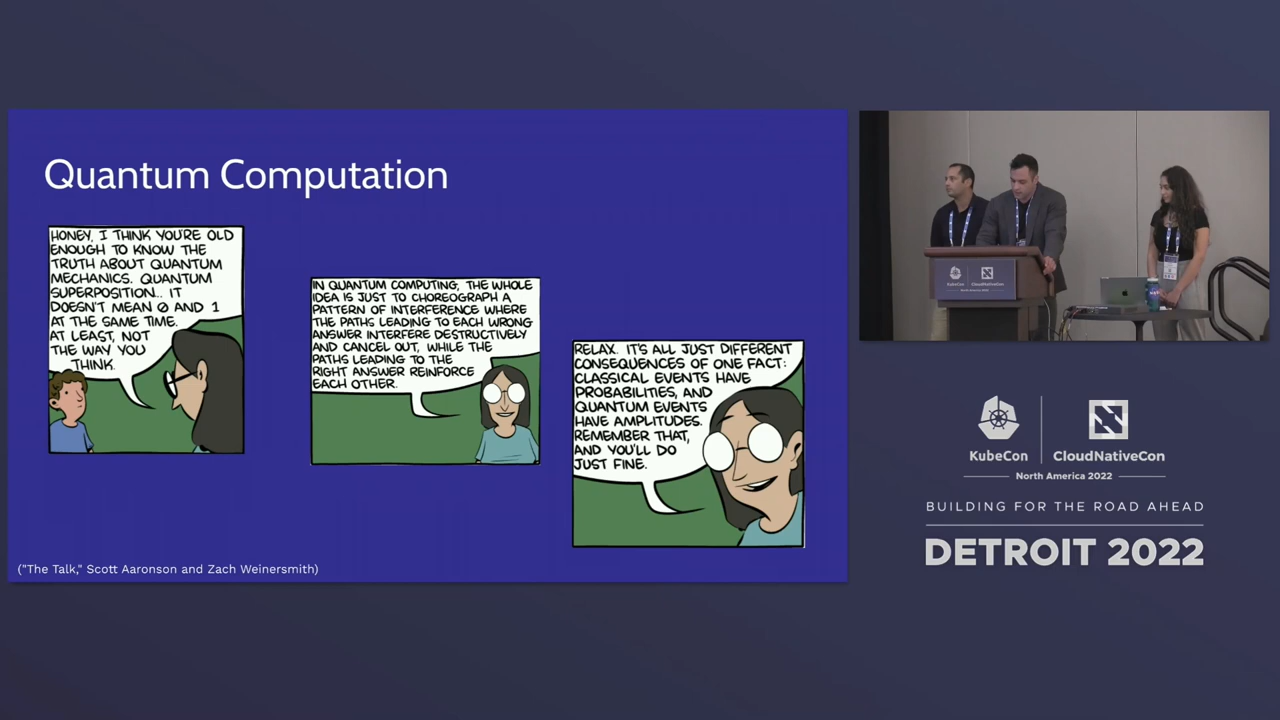 Quantum Computation
HONEY, I THINK YOU'RE OLD
ENOUGH TO KNOW THE
TRUTH ABOUT QUANTUM
MECHANICS. QUANTUM
SUPERPOSITION.. IT
DOESN'T MEAN 0 AND 1
AT THE SAME TIME.
AT LEAST, NOT
THE WAY YOU
THINK.
IN QUANTUM COMPUTING, THE WHOLE
IDEA IS JUST TO CHOREOGRAPH A
PATTERN OF INTERFERENCE WHERE
THE PATHS LEADING TO EACH WRONG
ANSWER INTERFERE DESTRUCTIVELY
AND CANCEL OUT, WHILE THE
PATHS LEADING TO THE
RIGHT ANSWER REINFORCE
EACH OTHER.
RELAX. IT'S ALL JUST DIFFERENT
CONSEQUENCES OF ONE FACT:
CLASSICAL EVENTS HAVE
PROBABILITIES, AND
QUANTUM EVENTS
HAVE AMPLITUDES.
REMEMBER THAT,
AND YOU'LL DO
JUST FINE.
("The Talk," Scott Aaronson and Zach Weinersmith)
KubeCon CloudNativeCon
North America 2022
KubeCon CloudNativeCon
North America 2022
BUILDING FOR THE ROAD AHEAD
DETROIT 2022